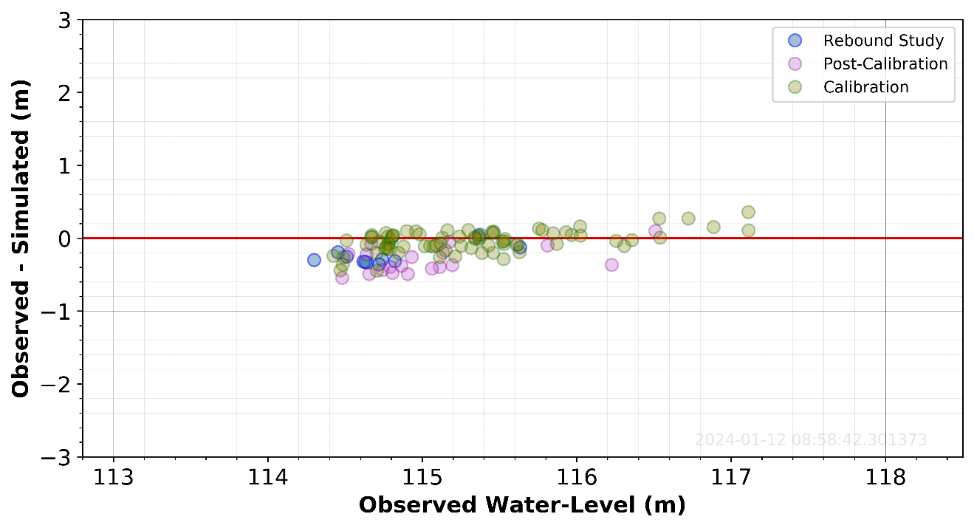 3
2
1
0
−1
−2
−3
Observed - Simulated (m)
Rebound Study
Post-Calibration
Calibration
2024-01-12 08:58:42.301373
113
114
115
116
117
118
Observed Water-Level (m)